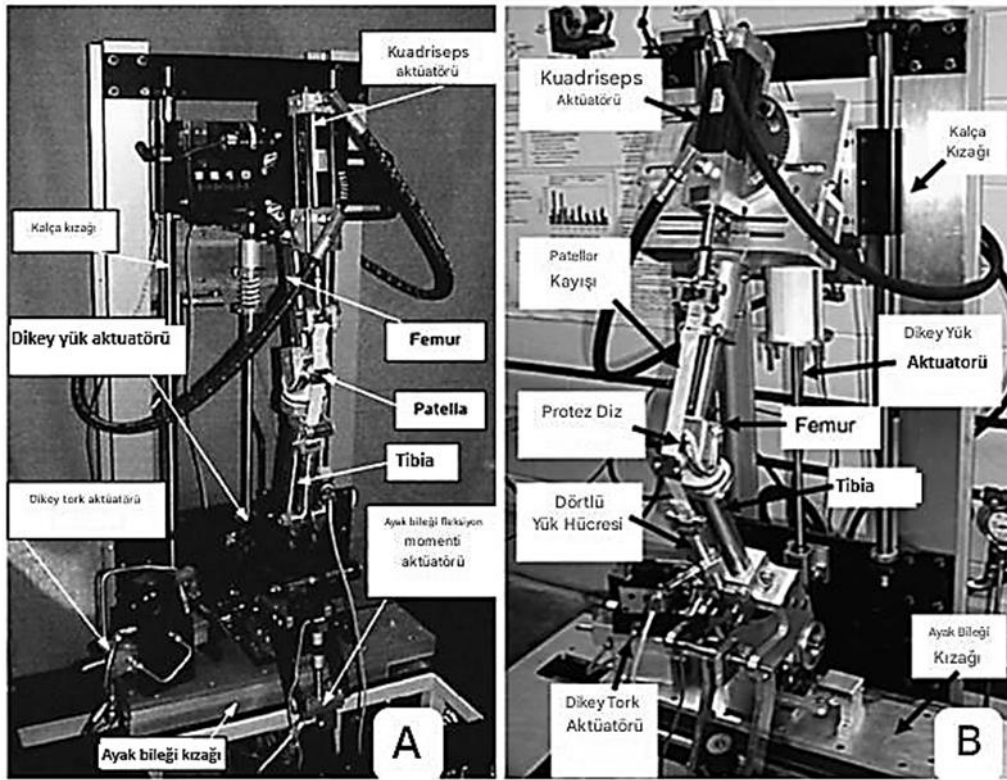 Kuadriseps
aktüatörü
Kalça kızağı
Dikey yük aktuatörü
Femur
Patella
Tibia
Dikey tork aktüatörü
Ayak bileği fleksiyon
momenti
aktüatörü
Ayak bileği kızağı
A
Kuadriseps
Aktüatörü
Kalça
Kızağı
Patellar
Kayışı
Dikey Yük
Aktuatorü
Protez Diz
Femur
Tibia
Dörtlü
Yük Hücresi
Ayak Bileği
Kızağı
Dikey Tork
Aktüatörü
B